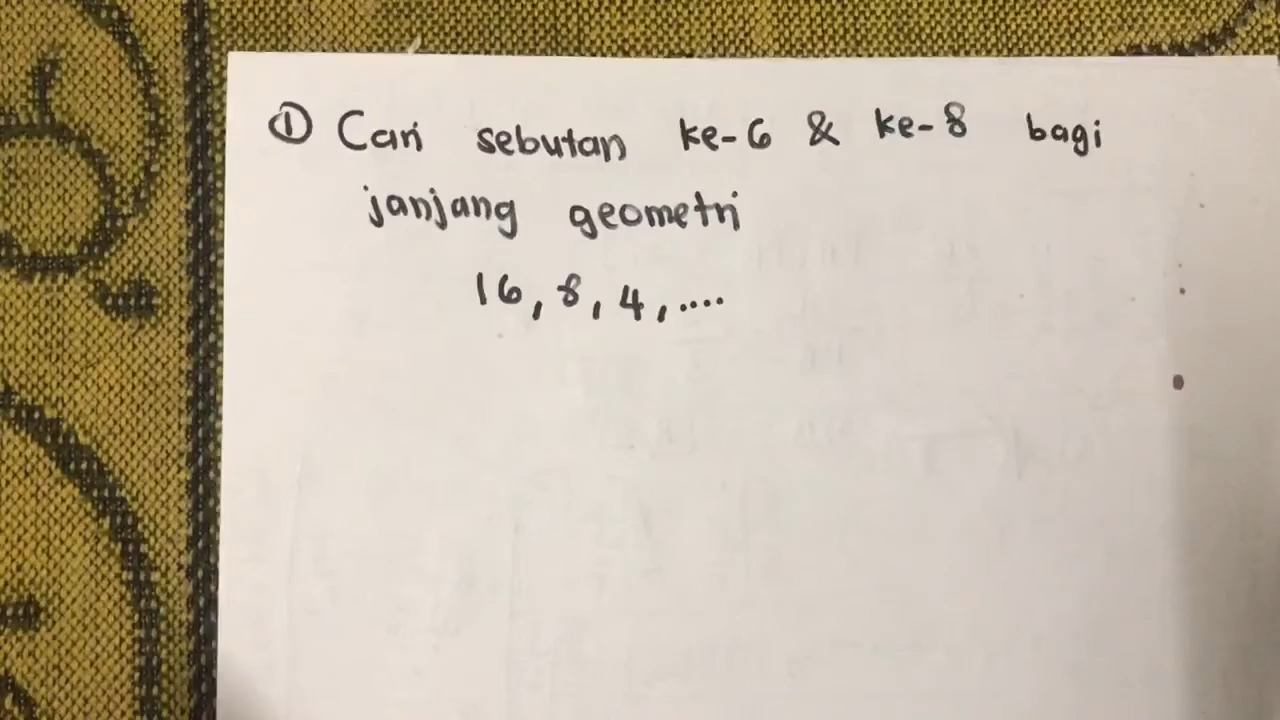 ① Cari sebutan ke-6 & ke-8 bagi
janjang geometri
16, 8, 4, ....